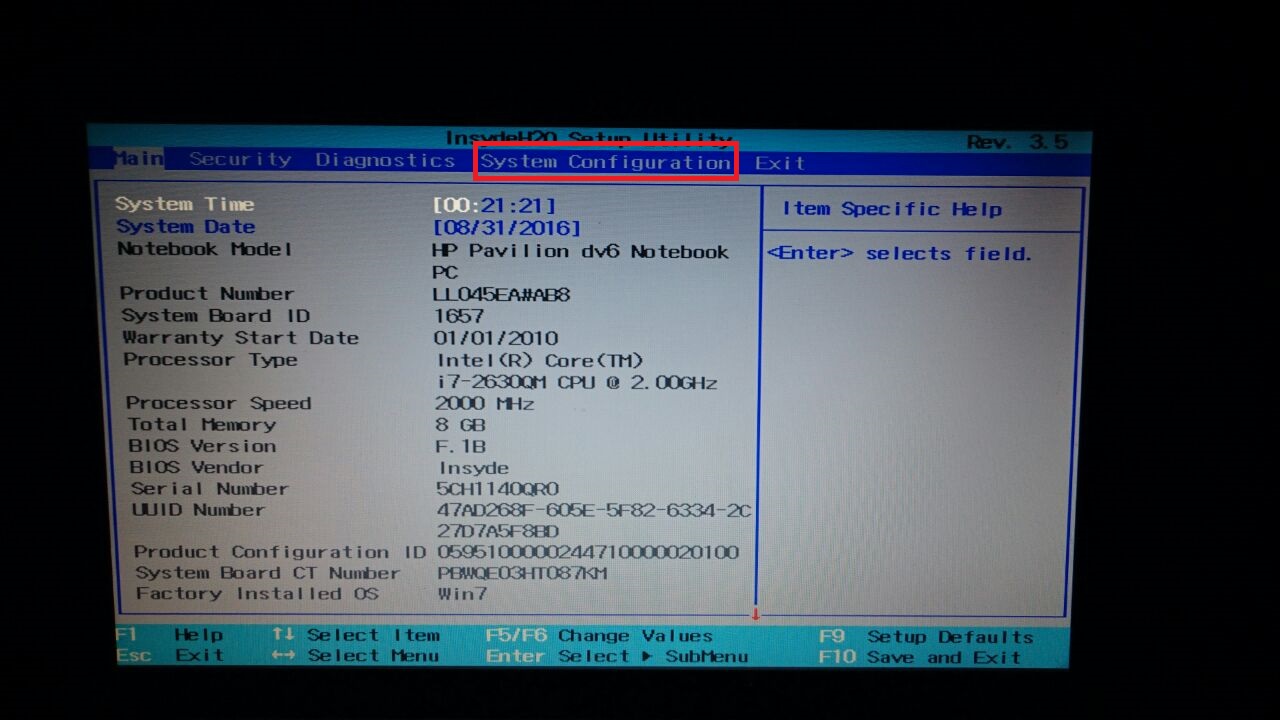 InsydeH20 Setup Utility Rev. 3.5
Main Security Diagnostics System Configuration Exit
System Time [00:21:21] Item Specific Help
System Date [08/31/2016]
Notebook Model HP Pavilion dv6 Notebook <Enter> selects field.
PC
Product Number LL045EA#AB8
System Board ID 1657
Warranty Start Date 01/01/2010
Processor Type Intel(R) Core(TM)
i7-2630QM CPU @ 2.00GHz
Processor Speed 2000 MHz
Total Memory 8 GB
BIOS Version F.1B
BIOS Vendor Insyde
Serial Number 5CH1140QR0
UUID Number 47AD268F-605E-5F82-6334-2C
27D7A5F8BD
Product Configuration ID 0595100000244710000020100
System Board CT Number PBWQE03HT087KM
Factory Installed OS Win7
F1 Help ↑↓ Select Item F5/F6 Change Values F9 Setup Defaults
Esc Exit ↔ Select Menu Enter Select ▶ SubMenu F10 Save and Exit